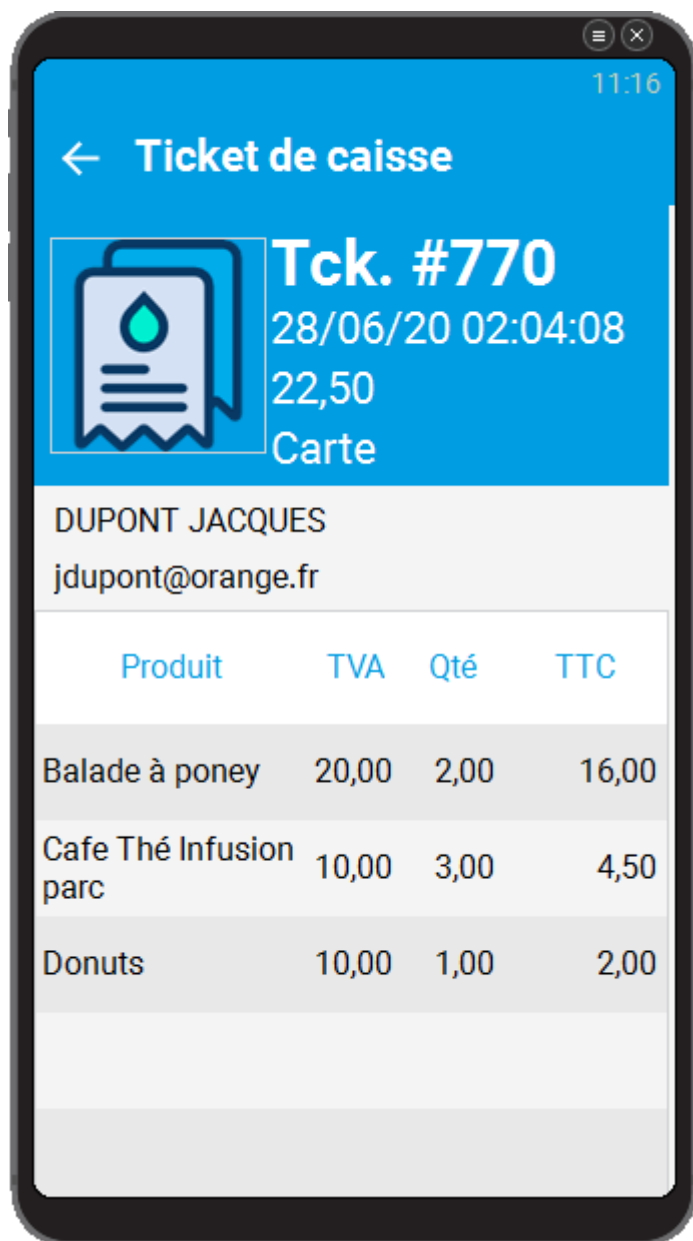 11:16
Ticket de caisse
Tck. #770
28/06/20 02:04:08
22,50
Carte
DUPONT JACQUES
jdupont@orange.fr
Produit TVA Qté TTC
Balade à poney 20,00 2,00 16,00
Cafe Thé Infusion
parc 10,00 3,00 4,50
Donuts 10,00 1,00 2,00